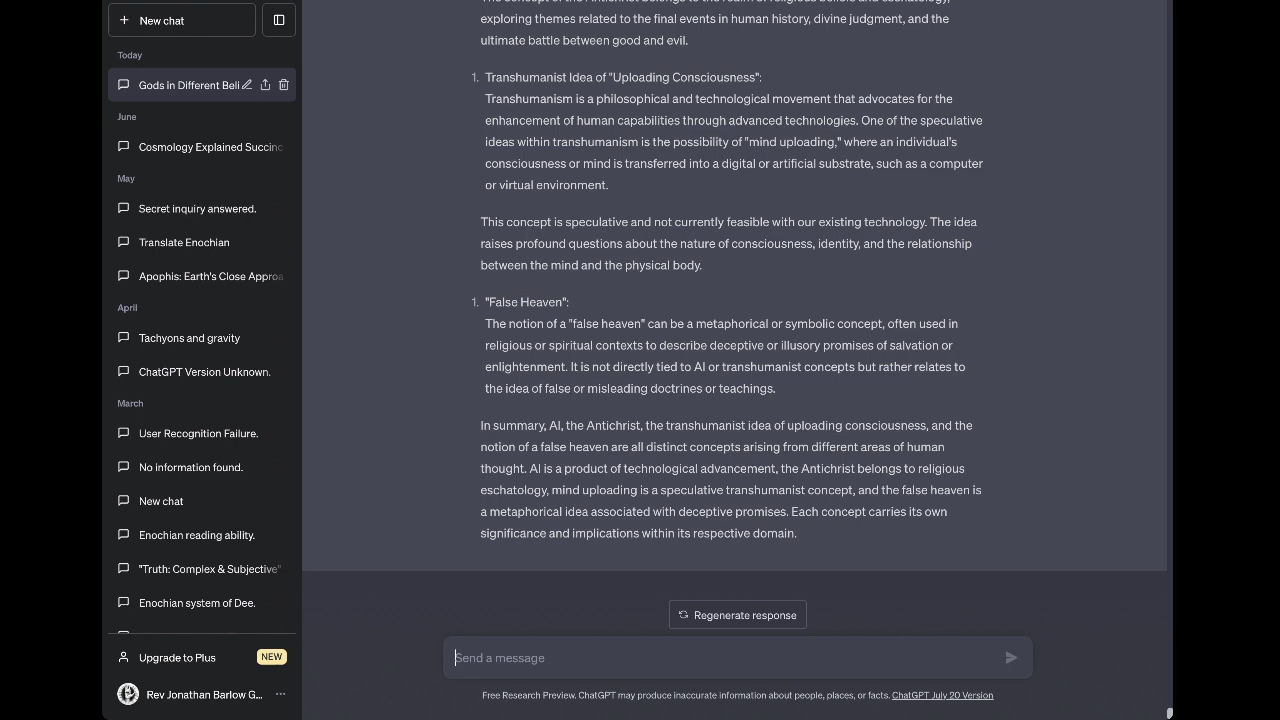 New chat
Today
Gods in Different Beli
June
Cosmology Explained Succinc
May
Secret inquiry answered.
Translate Enochian
Apophis: Earth's Close Approa
April
Tachyons and gravity
ChatGPT Version Unknown.
March
User Recognition Failure.
No information found.
New chat
Enochian reading ability.
"Truth: Complex & Subjective"
Enochian system of Dee.
Upgrade to Plus
NEW
Rev Jonathan Barlow G...
exploring themes related to the final events in human history, divine judgment, and the
ultimate battle between good and evil.
1. Transhumanist Idea of "Uploading Consciousness":
Transhumanism is a philosophical and technological movement that advocates for the
enhancement of human capabilities through advanced technologies. One of the speculative
ideas within transhumanism is the possibility of "mind uploading," where an individual's
consciousness or mind is transferred into a digital or artificial substrate, such as a computer
or virtual environment.
This concept is speculative and not currently feasible with our existing technology. The idea
raises profound questions about the nature of consciousness, identity, and the relationship
between the mind and the physical body.
1. "False Heaven":
The notion of a "false heaven" can be a metaphorical or symbolic concept, often used in
religious or spiritual contexts to describe deceptive or illusory promises of salvation or
enlightenment. It is not directly tied to AI or transhumanist concepts but rather relates to
the idea of false or misleading doctrines or teachings.
In summary, AI, the Antichrist, the transhumanist idea of uploading consciousness, and the
notion of a false heaven are all distinct concepts arising from different areas of human
thought. AI is a product of technological advancement, the Antichrist belongs to religious
eschatology, mind uploading is a speculative transhumanist concept, and the false heaven is
a metaphorical idea associated with deceptive promises. Each concept carries its own
significance and implications within its respective domain.
Regenerate response
Send a message
Free Research Preview. ChatGPT may produce inaccurate information about people, places, or facts. ChatGPT July 20 Version